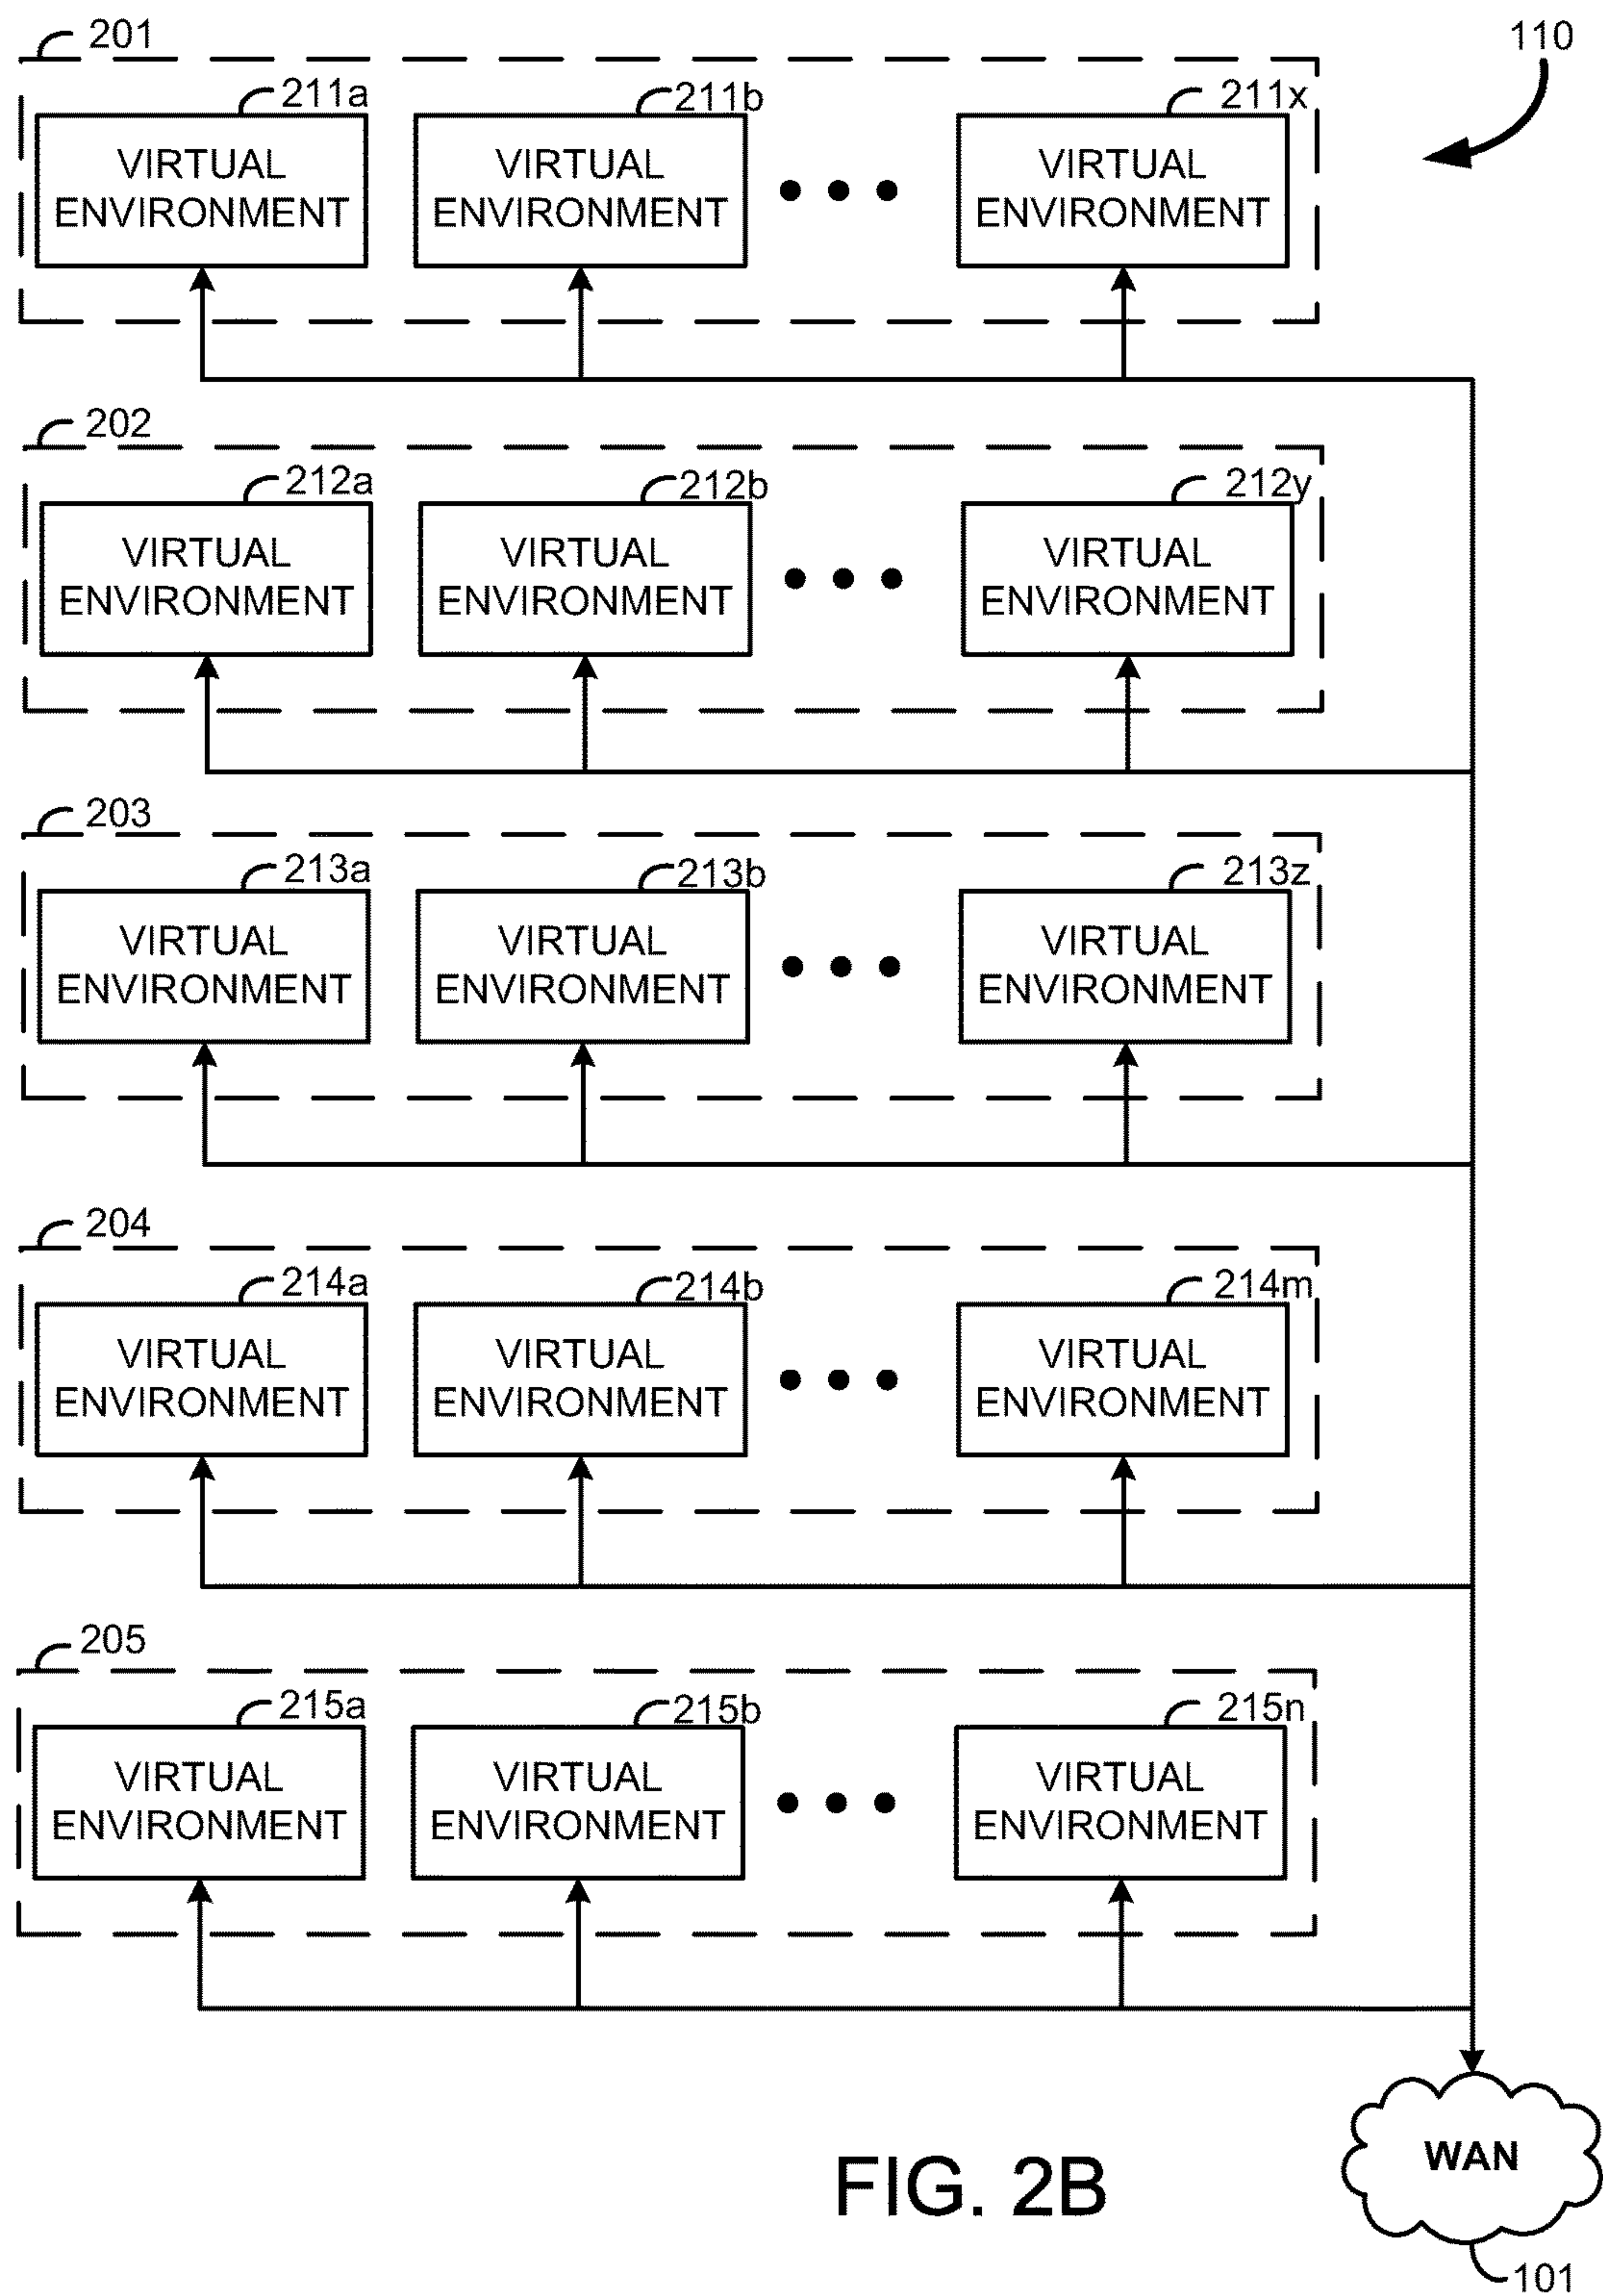 201
110
211a
211b
211x
VIRTUAL
ENVIRONMENT
VIRTUAL
ENVIRONMENT
VIRTUAL
ENVIRONMENT
202
212a
212b
212y
VIRTUAL
ENVIRONMENT
VIRTUAL
ENVIRONMENT
VIRTUAL
ENVIRONMENT
203
213a
213b
213z
VIRTUAL
ENVIRONMENT
VIRTUAL
ENVIRONMENT
VIRTUAL
ENVIRONMENT
204
214a
214b
214m
VIRTUAL
ENVIRONMENT
VIRTUAL
ENVIRONMENT
VIRTUAL
ENVIRONMENT
205
215a
215b
215n
VIRTUAL
ENVIRONMENT
VIRTUAL
ENVIRONMENT
VIRTUAL
ENVIRONMENT
WAN
FIG. 2B
101